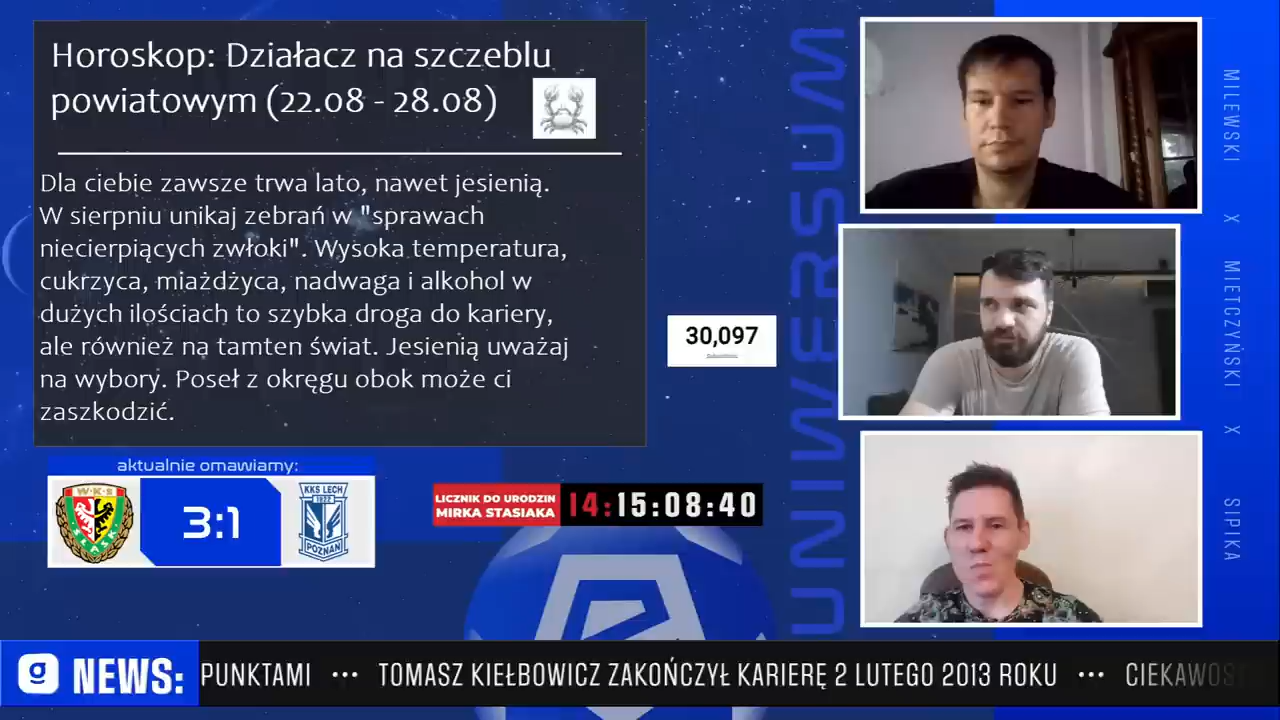 Horoskop: Działacz na szczeblu
powiatowym (22.08 - 28.08)
Dla ciebie zawsze trwa lato, nawet jesienią.
W sierpniu unikaj zebrań w "sprawach
niecierpiących zwłoki". Wysoka temperatura,
cukrzyca, miażdżyca, nadwaga i alkohol w
dużych ilościach to szybka droga do kariery,
ale również na tamten świat. Jesienią uważaj
na wybory. Poseł z okręgu obok może ci
zaszkodzić.
aktualnie omawiamy:
WKS
3:1
KKS LECH
1922
POZNAŃ
30,097
LICZNIK DO URODZIN
MIRKA STASIAKA
14:15:08:40
UNIWERSUM
MILEWSKI X MIETCZYŃSKI X SIPIKA
g NEWS:
PUNKTAMI ••• TOMASZ KIEŁBOWICZ ZAKOŃCZYŁ KARIERĘ 2 LUTEGO 2013 ROKU ••• CIEKAWOS